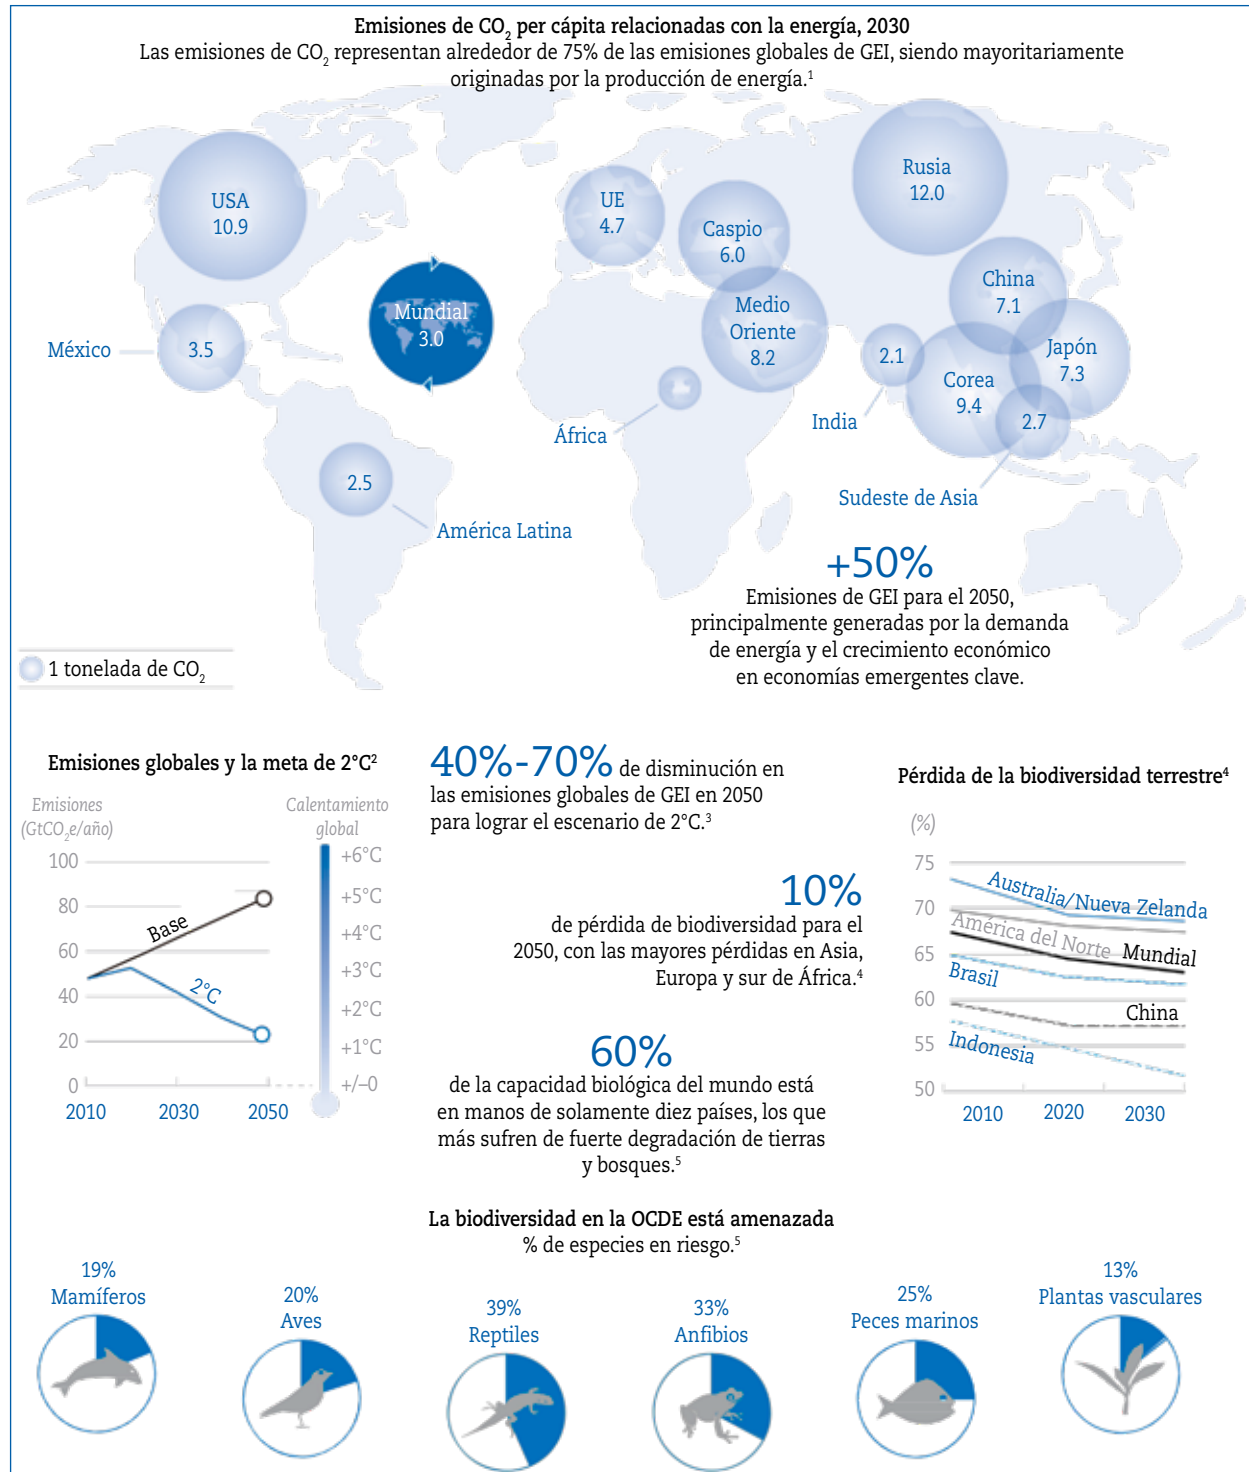 Emisiones de CO2 per cápita relacionadas con la energía, 2030
Las emisiones de CO2 representan alrededor de 75% de las emisiones globales de GEI, siendo mayoritariamente
originadas por la producción de energía.1
USA
10.9
UE
4.7
Caspio
6.0
Rusia
12.0
Mundial
3.0
Medio
Oriente
8.2
China
7.1
México
3.5
2.1
India
Corea
9.4
Japón
7.3
2.7
Sudeste de Asia
África
2.5
América Latina
+50%
Emisiones de GEI para el 2050,
principalmente generadas por la demanda
de energía y el crecimiento económico
en economías emergentes clave.
1 tonelada de CO2
Emisiones globales y la meta de 2°C2
Emisiones
(GtCO2e/año)
Calentamiento
global
100
80
60
40
20
0
Base
2°C
2010
2030
2050
+6°C
+5°C
+4°C
+3°C
+2°C
+1°C
+/–0
40%-70% de disminución en
las emisiones globales de GEI en 2050
para lograr el escenario de 2°C.3
10%
de pérdida de biodiversidad para el
2050, con las mayores pérdidas en Asia,
Europa y sur de África.4
60%
de la capacidad biológica del mundo está
en manos de solamente diez países, los que
más sufren de fuerte degradación de tierras
y bosques.5
Pérdida de la biodiversidad terrestre4
(%)
75
70
65
60
55
50
Australia/Nueva Zelanda
América del Norte
Mundial
Brasil
China
Indonesia
2010
2020
2030
La biodiversidad en la OCDE está amenazada
% de especies en riesgo.5
19%
Mamíferos
20%
Aves
39%
Reptiles
33%
Anfibios
25%
Peces marinos
13%
Plantas vasculares